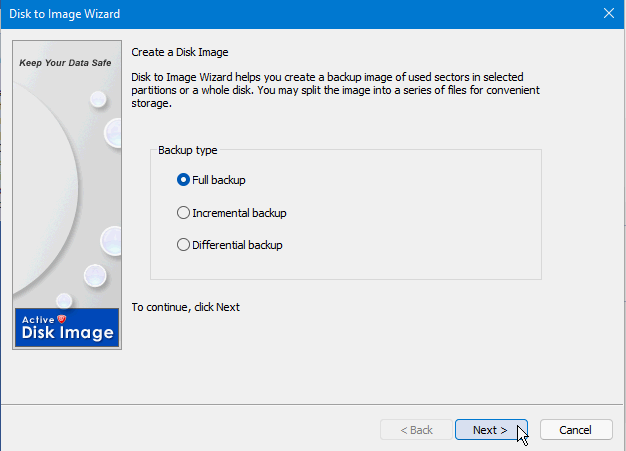 Disk to Image Wizard
Keep Your Data Safe
Create a Disk Image
Disk to Image Wizard helps you create a backup image of used sectors in selected
partitions or a whole disk. You may split the image into a series of files for convenient
storage.
Backup type
Full backup
Incremental backup
Differential backup
To continue, click Next
Active
Disk Image
< Back
Next >
Cancel